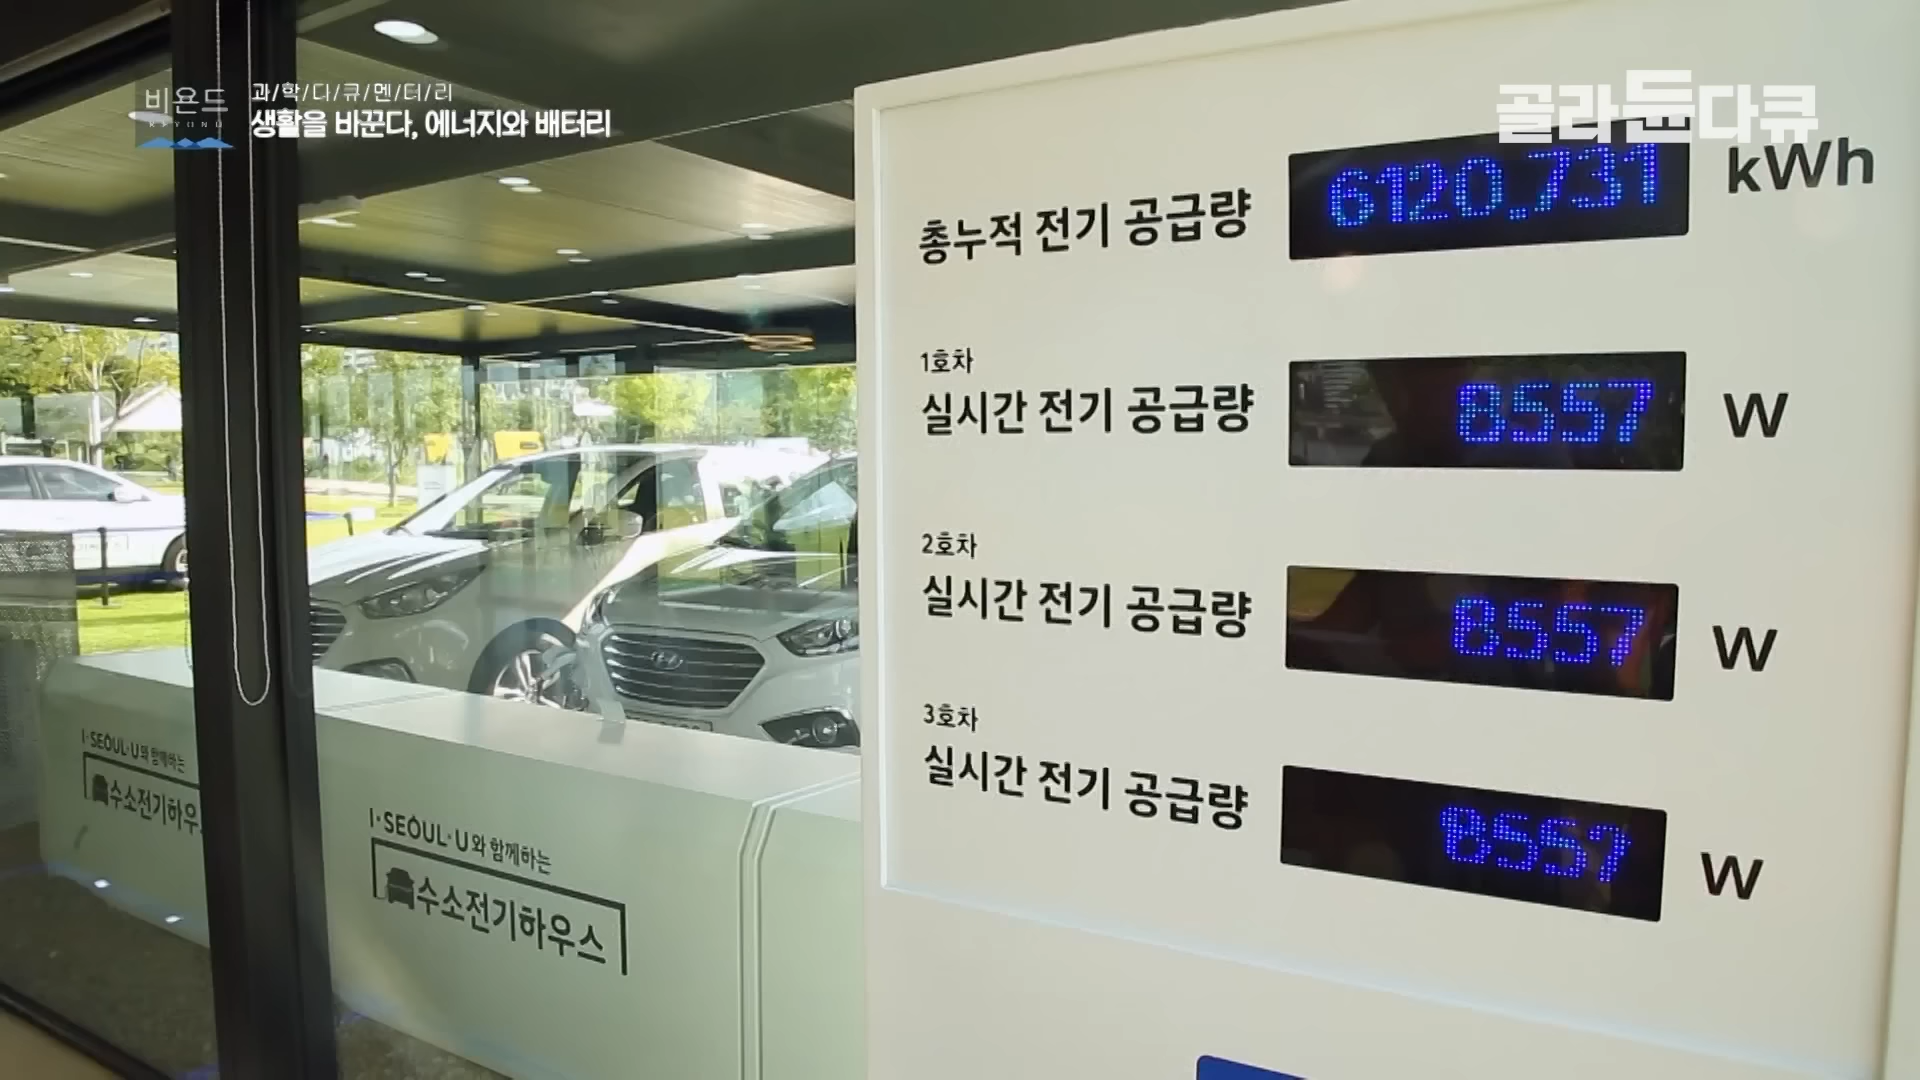 비욘드
BEYOND
과/학/다/큐/멘/터/리
생활을 바꾼다, 에너지와 배터리
골라둔다큐
총누적 전기 공급량 6120.731 kWh
1호차
실시간 전기 공급량 8557 W
2호차
실시간 전기 공급량 8557 W
3호차
실시간 전기 공급량 8557 W
I·SEOUL·U와 함께하는
수소전기하우
I·SEOUL·U와 함께하는
수소전기하우스